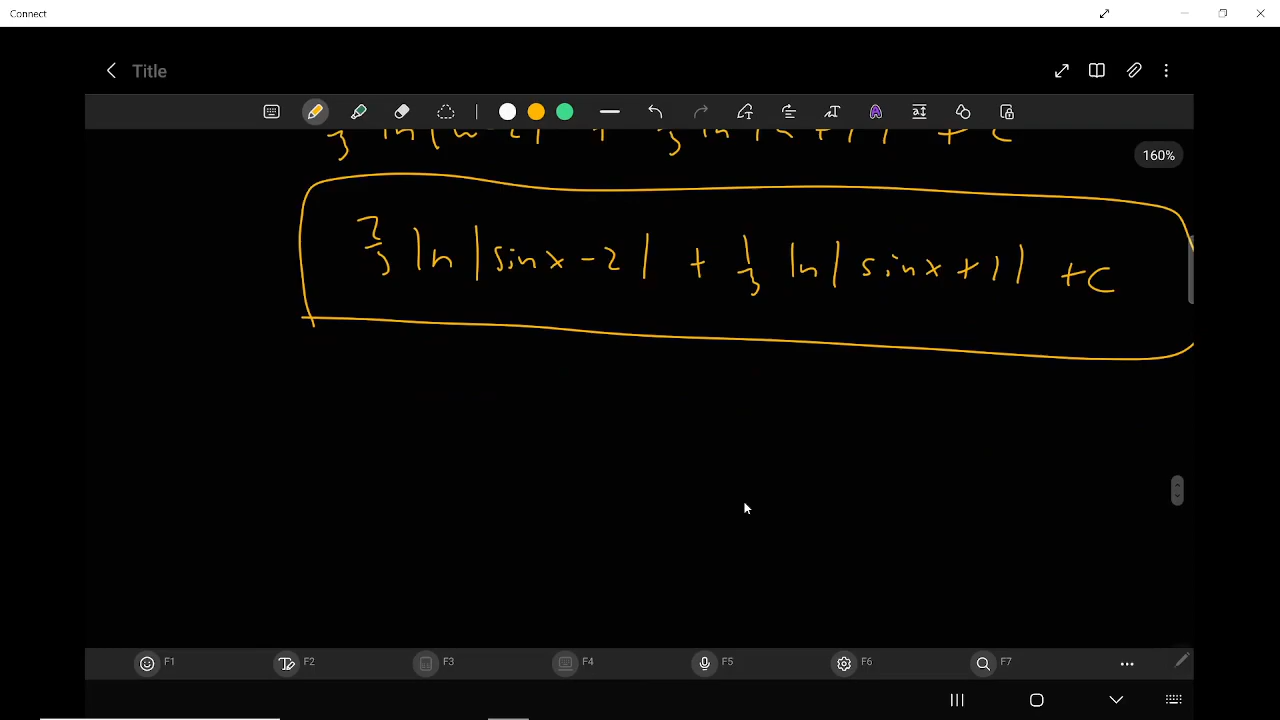 Connect
Title
160%
2/3 ln|sinx-2| + 1/3 ln|sinx+1| +c
F1 F2 F3 F4 F5 F6 F7